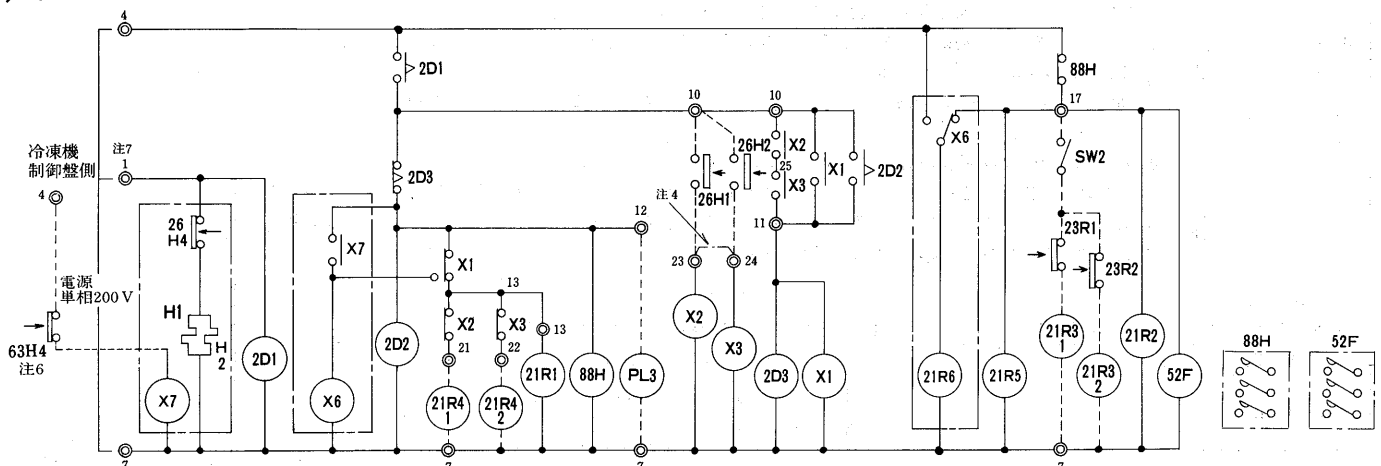 4
2D1
88H
10
10
17
冷凍機
制御盤側
注7
1
26H2
X2
X6
25
X3
X1
2D2
SW2
2D3
26H1
注4
11
4
26
H4
12
X7
X1
23
24
23R1
23R2
電源
単相200V
13
H1
H
2
X2
X3
13
63H4
注6
2D1
2D2
21
22
X2
X3
21R3
1
21R2
88H
52F
X7
X6
21R4
1
21R4
2
21R1
88H
PL3
2D3
X1
21R6
21R5
21R3
2
52F
7
7
7
7